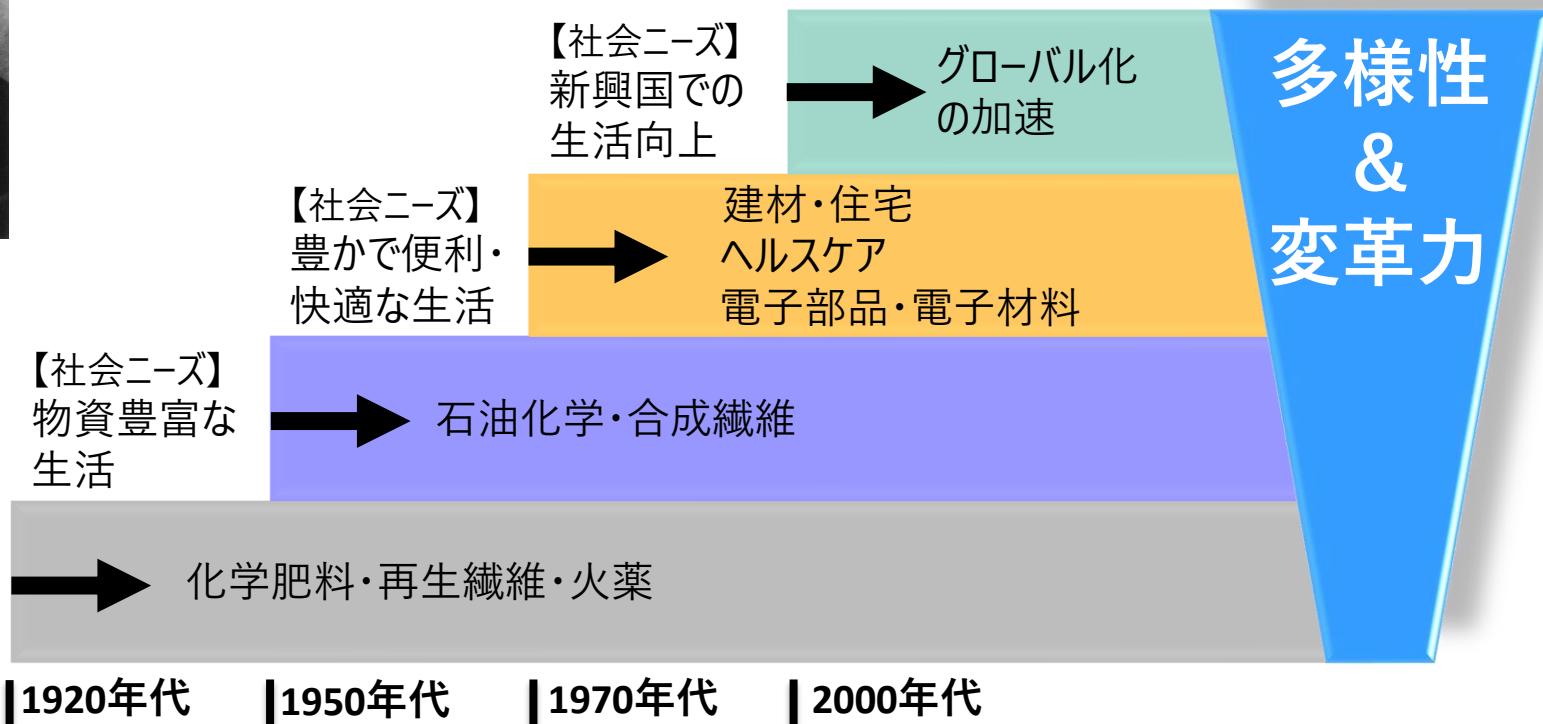 【社会ニーズ】
新興国での
生活向上
グローバル化
の加速
多様性
&
変革力
【社会ニーズ】
豊かで便利・
快適な生活
建材・住宅
ヘルスケア
電子部品・電子材料
【社会ニーズ】
物資豊富な
生活
石油化学・合成繊維
化学肥料・再生繊維・火薬
1920年代
1950年代
1970年代
2000年代